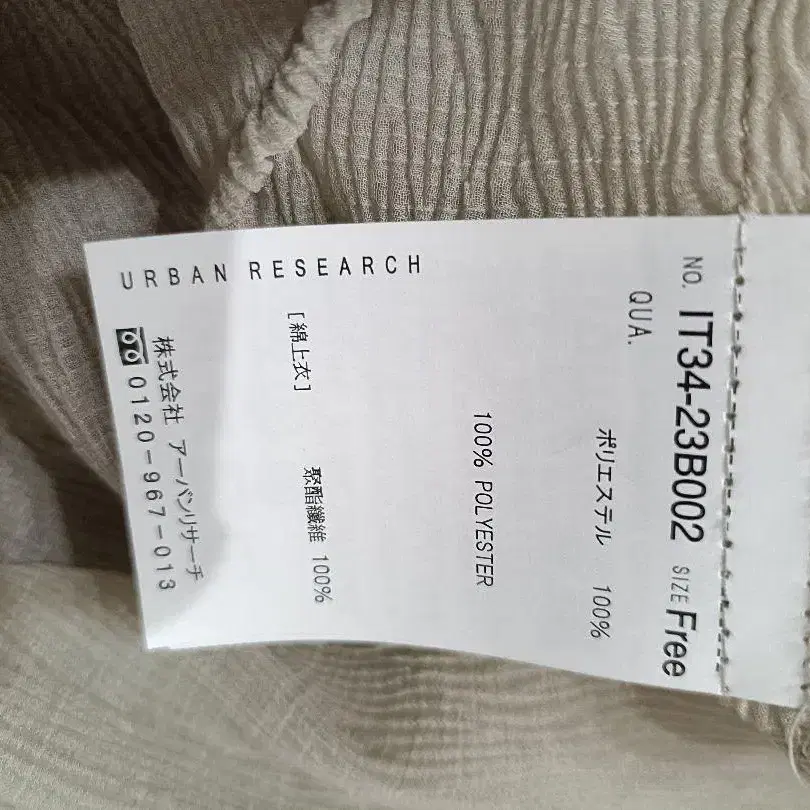 NO. IT34-23B002 SIZE Free
QUA.
ポリエステル 100%
100% POLYESTER
[綿上衣]
聚酯纖維 100%
URBAN RESEARCH
株式会社 アーバンリサーチ
0120-967-013